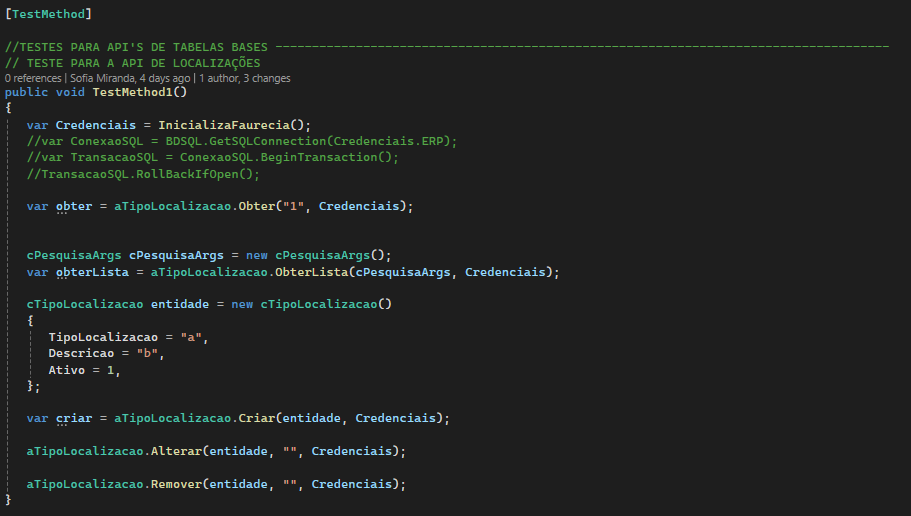 [TestMethod]
//TESTES PARA API'S DE TABELAS BASES ------------------------------------------------------------------------------------
// TESTE PARA A API DE LOCALIZAÇÕES
0 references | Sofia Miranda, 4 days ago | 1 author, 3 changes
public void TestMethod1()
{
var Credenciais = InicializaFaurecia();
//var ConexaoSQL = BDSQL.GetSQLConnection(Credenciais.ERP);
//var TransacaoSQL = ConexaoSQL.BeginTransaction();
//TransacaoSQL.RollBackIfOpen();
var obter = aTipoLocalizacao.Obter("1", Credenciais);
cPesquisaArgs cPesquisaArgs = new cPesquisaArgs();
var obterLista = aTipoLocalizacao.ObterLista(cPesquisaArgs, Credenciais);
cTipoLocalizacao entidade = new cTipoLocalizacao()
{
TipoLocalizacao = "a",
Descricao = "b",
Ativo = 1,
};
var criar = aTipoLocalizacao.Criar(entidade, Credenciais);
aTipoLocalizacao.Alterar(entidade, "", Credenciais);
aTipoLocalizacao.Remover(entidade, "", Credenciais);
}